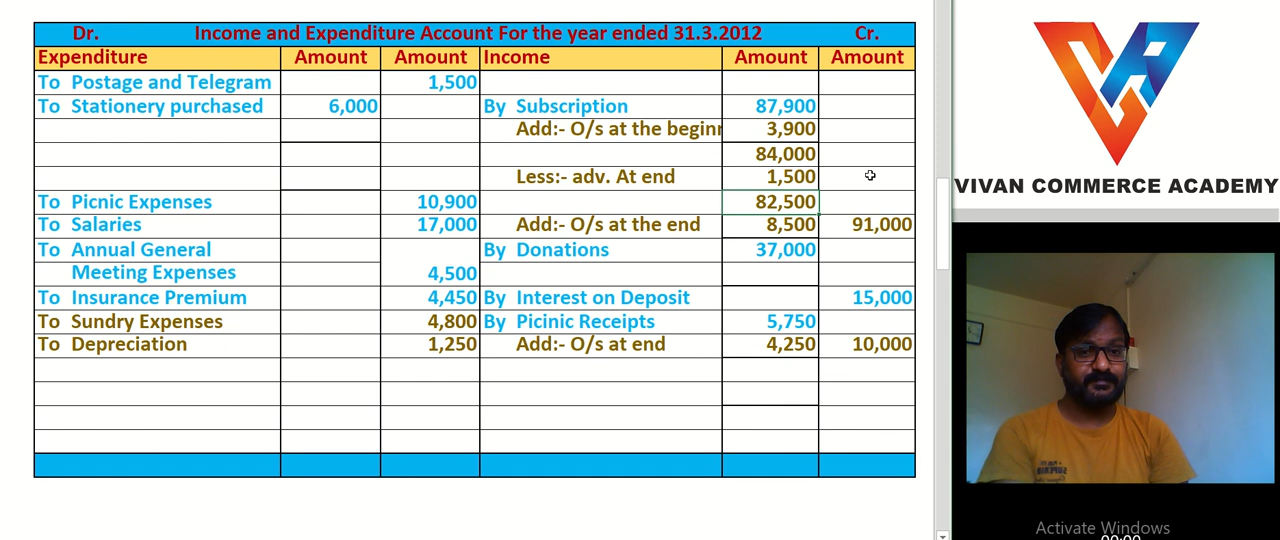 Dr. Income and Expenditure Account For the year ended 31.3.2012 Cr.
Expenditure Amount Amount Income Amount Amount
To Postage and Telegram 1,500
To Stationery purchased 6,000 By Subscription 87,900
Add:- O/s at the beginn 3,900
84,000
Less:- adv. At end 1,500
To Picnic Expenses 10,900 82,500
To Salaries 17,000 Add:- O/s at the end 8,500 91,000
To Annual General By Donations 37,000
Meeting Expenses 4,500
To Insurance Premium 4,450 By Interest on Deposit 15,000
To Sundry Expenses 4,800 By Picinic Receipts 5,750
To Depreciation 1,250 Add:- O/s at end 4,250 10,000
VIVAN COMMERCE ACADEMY
Activate Windows